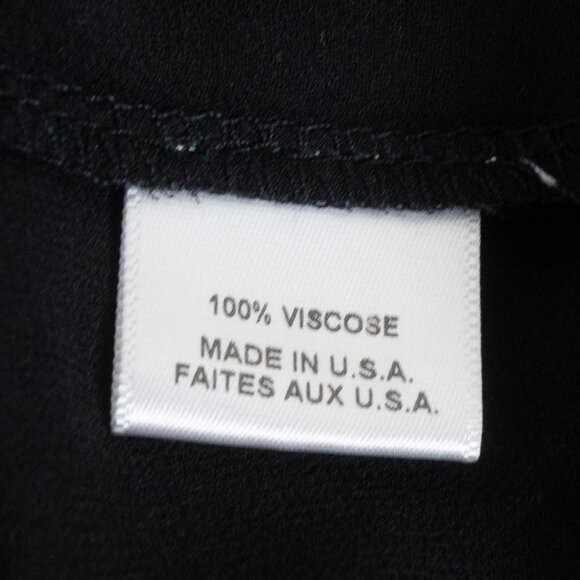 100% VISCOSE
MADE IN U.S.A.
FAITES AUX U.S.A.